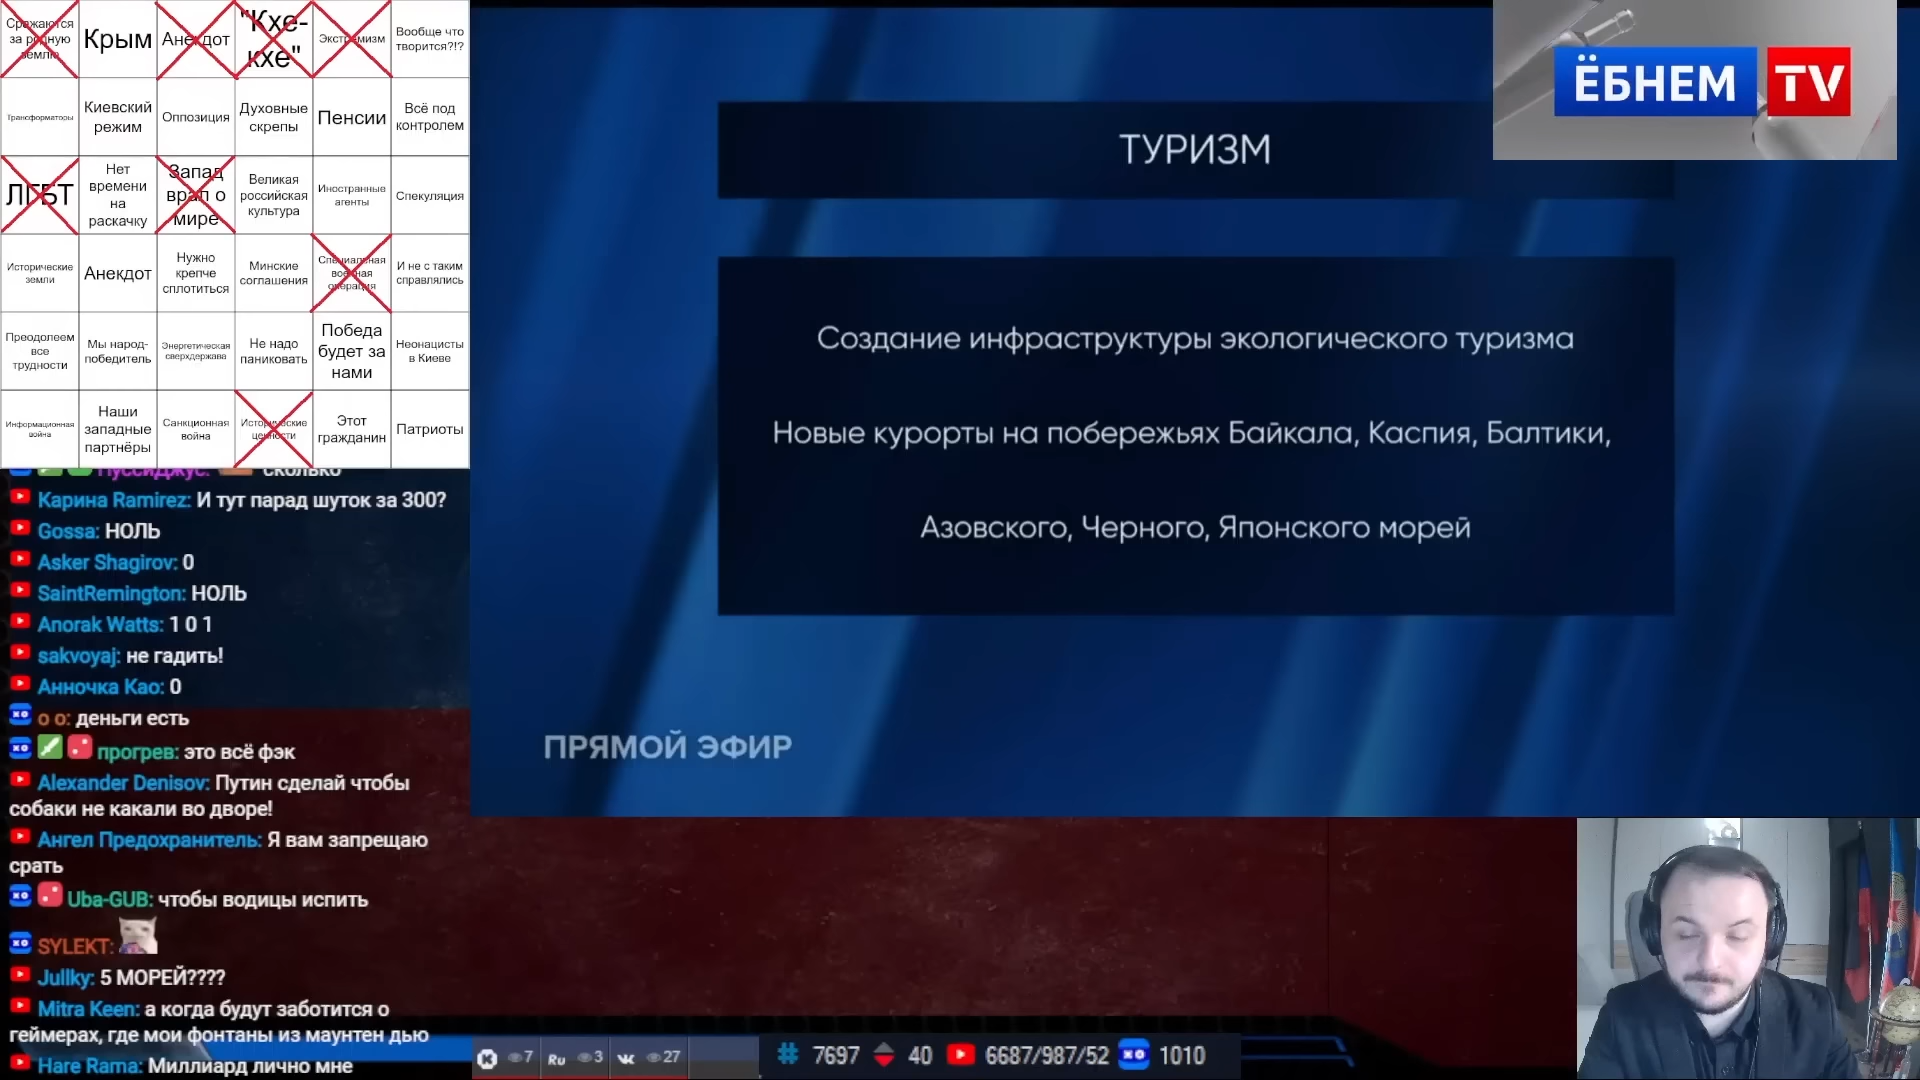 Сражаются
за родную
землю
Крым
Анекдот
"Кхе-
кхе"
Экстремизм
Вообще что
творится?!?
Трансформаторы
Киевский
режим
Оппозиция
Духовные
скрепы
Пенсии
Всё под
контролем
ЛГБТ
Нет
времени
на
раскачку
Запад
врал о
мире
Великая
российская
культура
Иностранные
агенты
Спекуляция
Исторические
земли
Анекдот
Нужно
крепче
сплотиться
Минские
соглашения
Специальная
военная
операция
И не с таким
справлялись
Преодолеем
все
трудности
Мы народ-
победитель
Энергетическая
сверхдержава
Не надо
паниковать
Победа
будет за
нами
Неонацисты
в Киеве
Информационная
война
Наши
западные
партнёры
Санкционная
война
Исторические
ценности
Этот
гражданин
Патриоты
ЁБНЕМ TV
ТУРИЗМ
Создание инфраструктуры экологического туризма
Новые курорты на побережьях Байкала, Каспия, Балтики,
Азовского, Черного, Японского морей
ПРЯМОЙ ЭФИР
ПуссиДжус: сколько
Карина Ramirez: И тут парад шуток за 300?
Gossa: НОЛЬ
Asker Shagirov: 0
SaintRemington: НОЛЬ
Anorak Watts: 1 0 1
sakvoyaj: не гадить!
Анночка Као: 0
о о: деньги есть
прогрев: это всё фэк
Alexander Denisov: Путин сделай чтобы
собаки не какали во дворе!
Ангел Предохранитель: Я вам запрещаю
срать
Uba-GUB: чтобы водицы испить
SYLEKT:
Jullky: 5 МОРЕЙ????
Mitra Keen: а когда будут заботится о
геймерах, где мои фонтаны из маунтен дью
Hare Rama: Миллиард лично мне
7 Ru 3 27
# 7697 40 6687/987/52 1010